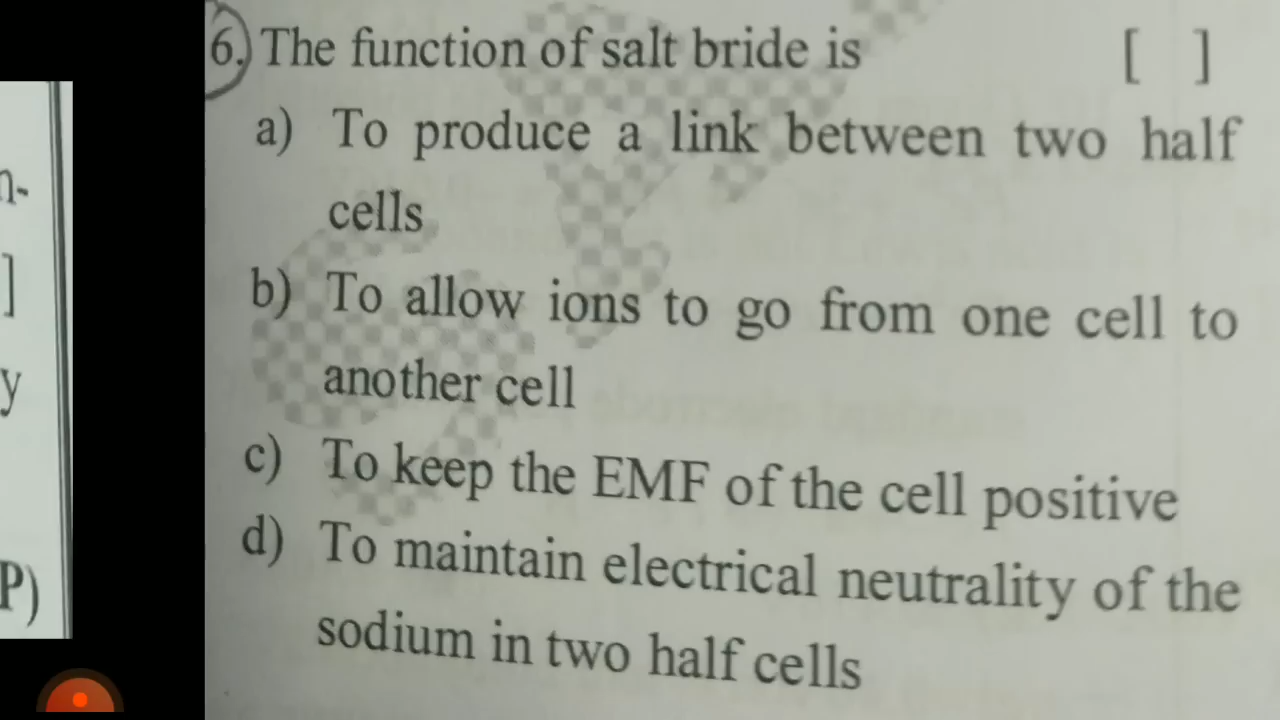 n-
]
y
P)
6. The function of salt bride is [ ]
a) To produce a link between two half
cells
b) To allow ions to go from one cell to
another cell
c) To keep the EMF of the cell positive
d) To maintain electrical neutrality of the
sodium in two half cells